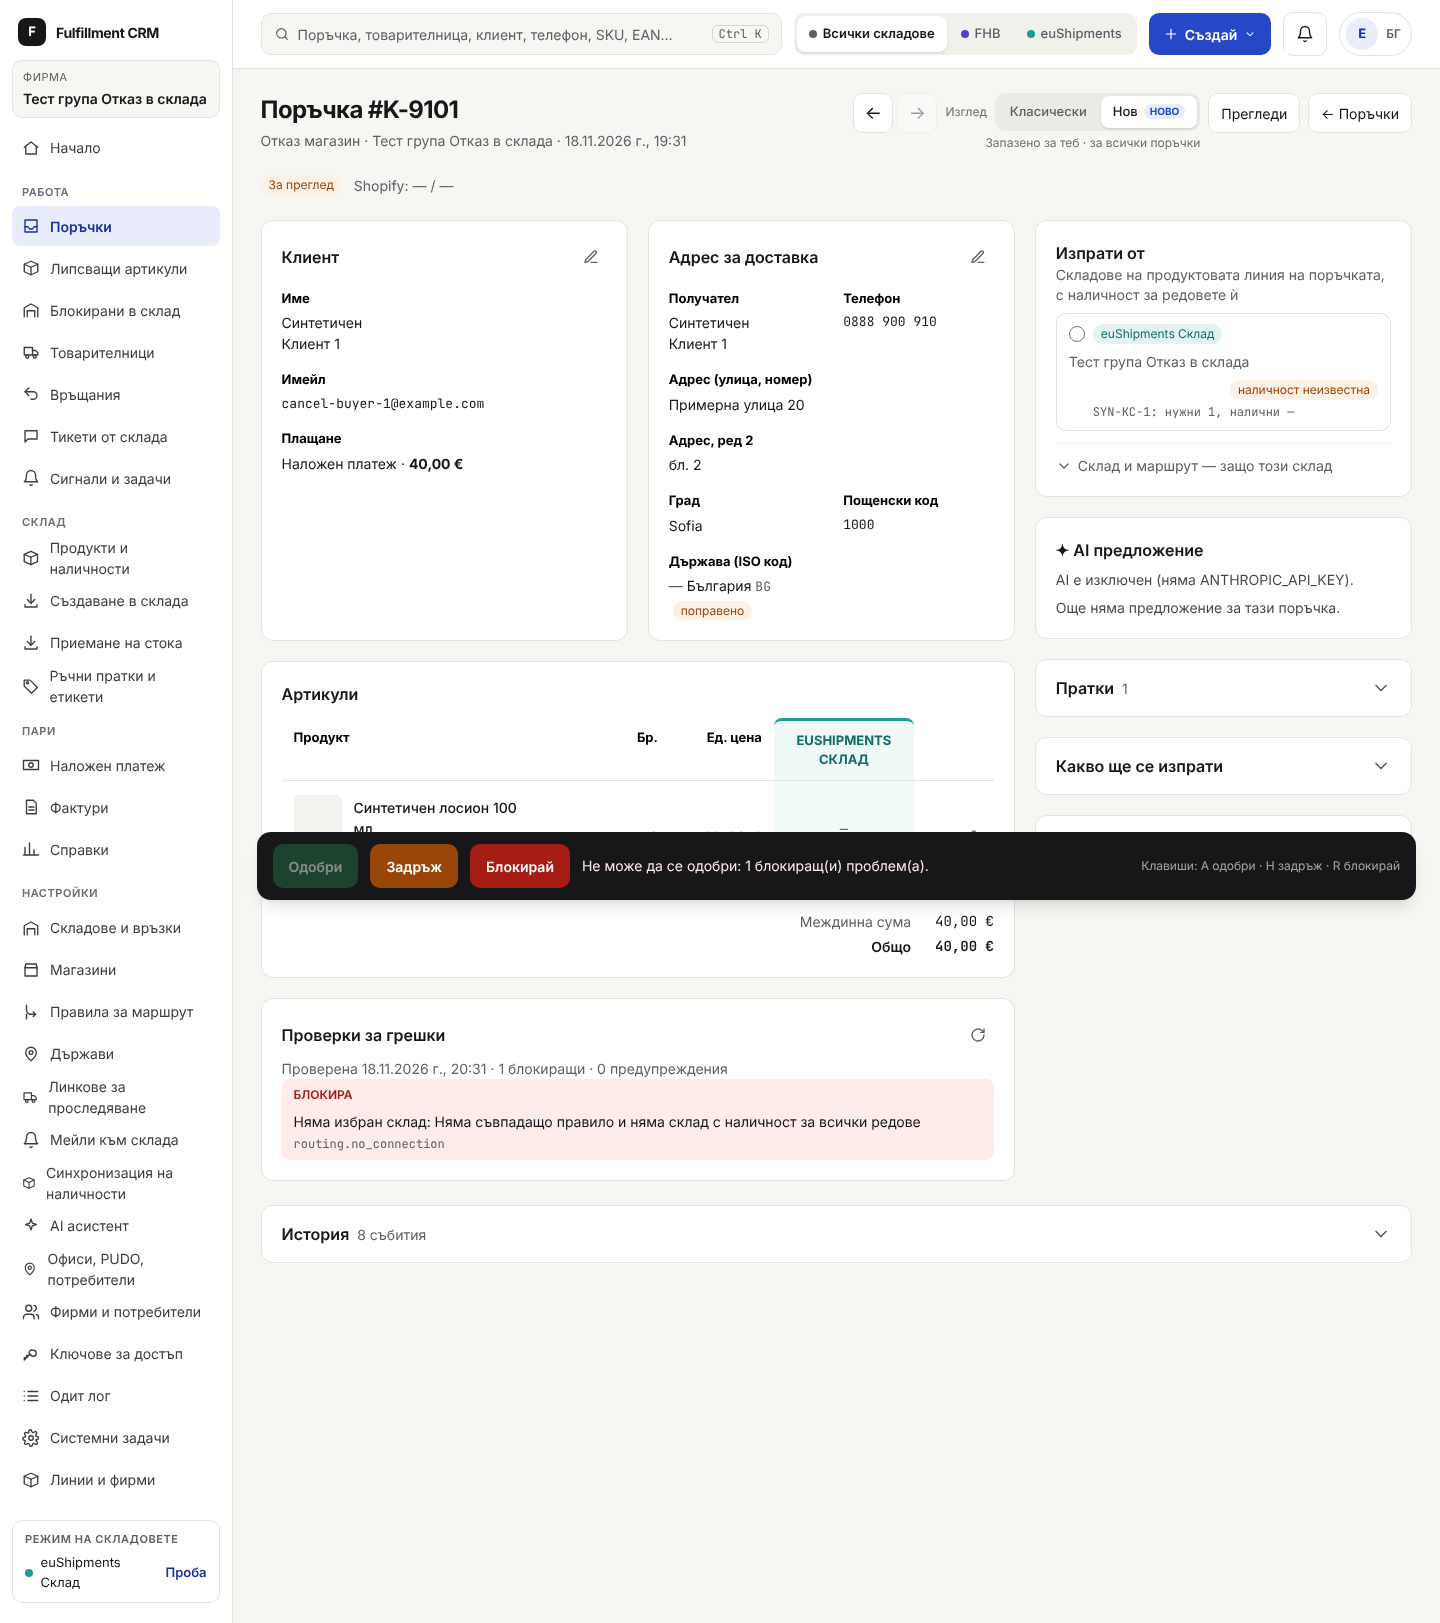 F Fulfillment CRM
ФИРМА
Тест група Отказ в склада
Начало
РАБОТА
Поръчки
Липсващи артикули
Блокирани в склад
Товарителници
Връщания
Тикети от склада
Сигнали и задачи
СКЛАД
Продукти и
наличности
Създаване в склада
Приемане на стока
Ръчни пратки и
етикети
ПАРИ
Наложен платеж
Фактури
Справки
НАСТРОЙКИ
Складове и връзки
Магазини
Правила за маршрут
Държави
Линкове за
проследяване
Мейли към склада
Синхронизация на
наличности
AI асистент
Офиси, PUDO,
потребители
Фирми и потребители
Ключове за достъп
Одит лог
Системни задачи
Линии и фирми
РЕЖИМ НА СКЛАДОВЕТЕ
euShipments
Склад
Проба
Поръчка, товарителница, клиент, телефон, SKU, EAN... Ctrl K
Всички складове FHB euShipments
+ Създай
E БГ
Поръчка #K-9101
Отказ магазин · Тест група Отказ в склада · 18.11.2026 г., 19:31
← → Изглед Класически Нов НОВО Прегледи ← Поръчки
Запазено за теб · за всички поръчки
За преглед Shopify: — / —
Клиент
Име
Синтетичен
Клиент 1
Имейл
cancel-buyer-1@example.com
Плащане
Наложен платеж · 40,00 €
Адрес за доставка
Получател Телефон
Синтетичен 0888 900 910
Клиент 1
Адрес (улица, номер)
Примерна улица 20
Адрес, ред 2
бл. 2
Град Пощенски код
Sofia 1000
Държава (ISO код)
— България BG
поправено
Изпрати от
Складове на продуктовата линия на поръчката,
с наличност за редовете ѝ
euShipments Склад
Тест група Отказ в склада
наличност неизвестна
SYN-KC-1: нужни 1, налични —
Склад и маршрут — защо този склад
✦ AI предложение
AI е изключен (няма ANTHROPIC_API_KEY).
Още няма предложение за тази поръчка.
Пратки 1
Какво ще се изпрати
Артикули
Продукт Бр. Ед. цена EUSHIPMENTS
СКЛАД
Синтетичен лосион 100
мл
—
Одобри Задръж Блокирай Не може да се одобри: 1 блокиращ(и) проблем(а). Клавиши: A одобри · H задръж · R блокирай
Междинна сума 40,00 €
Общо 40,00 €
Проверки за грешки
Проверена 18.11.2026 г., 20:31 · 1 блокиращи · 0 предупреждения
БЛОКИРА
Няма избран склад: Няма съвпадащо правило и няма склад с наличност за всички редове
routing.no_connection
История 8 събития